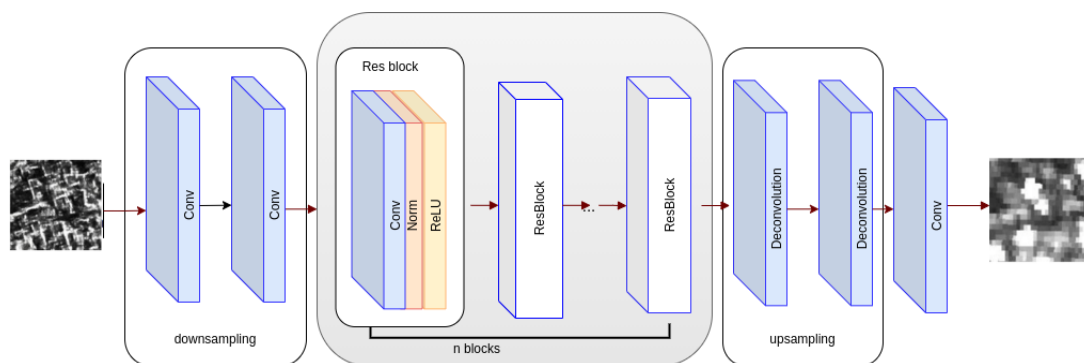 Res block
Conv
Conv
Conv
Norm
ReLU
ResBlock
...
ResBlock
Deconvolution
Deconvolution
Conv
downsampling
n blocks
upsampling